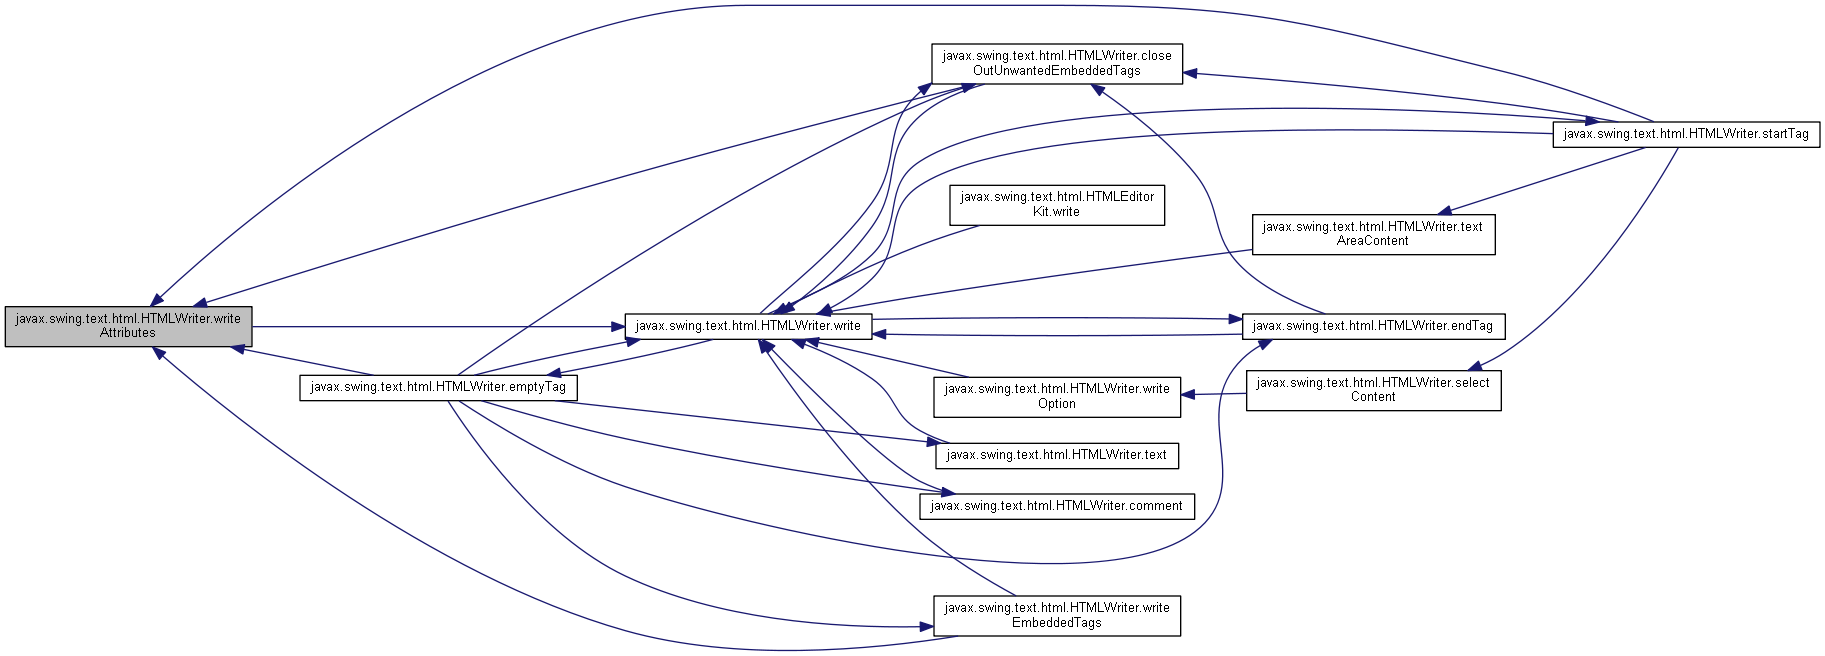 javax.swing.text.html.HTMLWriter.close
OutUnwantedEmbeddedTags
javax.swing.text.html.HTMLWriter.startTag
javax.swing.text.html.HTMLEditor
Kit.write
javax.swing.text.html.HTMLWriter.text
AreaContent
javax.swing.text.html.HTMLWriter.write
Attributes
javax.swing.text.html.HTMLWriter.write
javax.swing.text.html.HTMLWriter.endTag
javax.swing.text.html.HTMLWriter.emptyTag
javax.swing.text.html.HTMLWriter.write
Option
javax.swing.text.html.HTMLWriter.select
Content
javax.swing.text.html.HTMLWriter.text
javax.swing.text.html.HTMLWriter.comment
javax.swing.text.html.HTMLWriter.write
EmbeddedTags